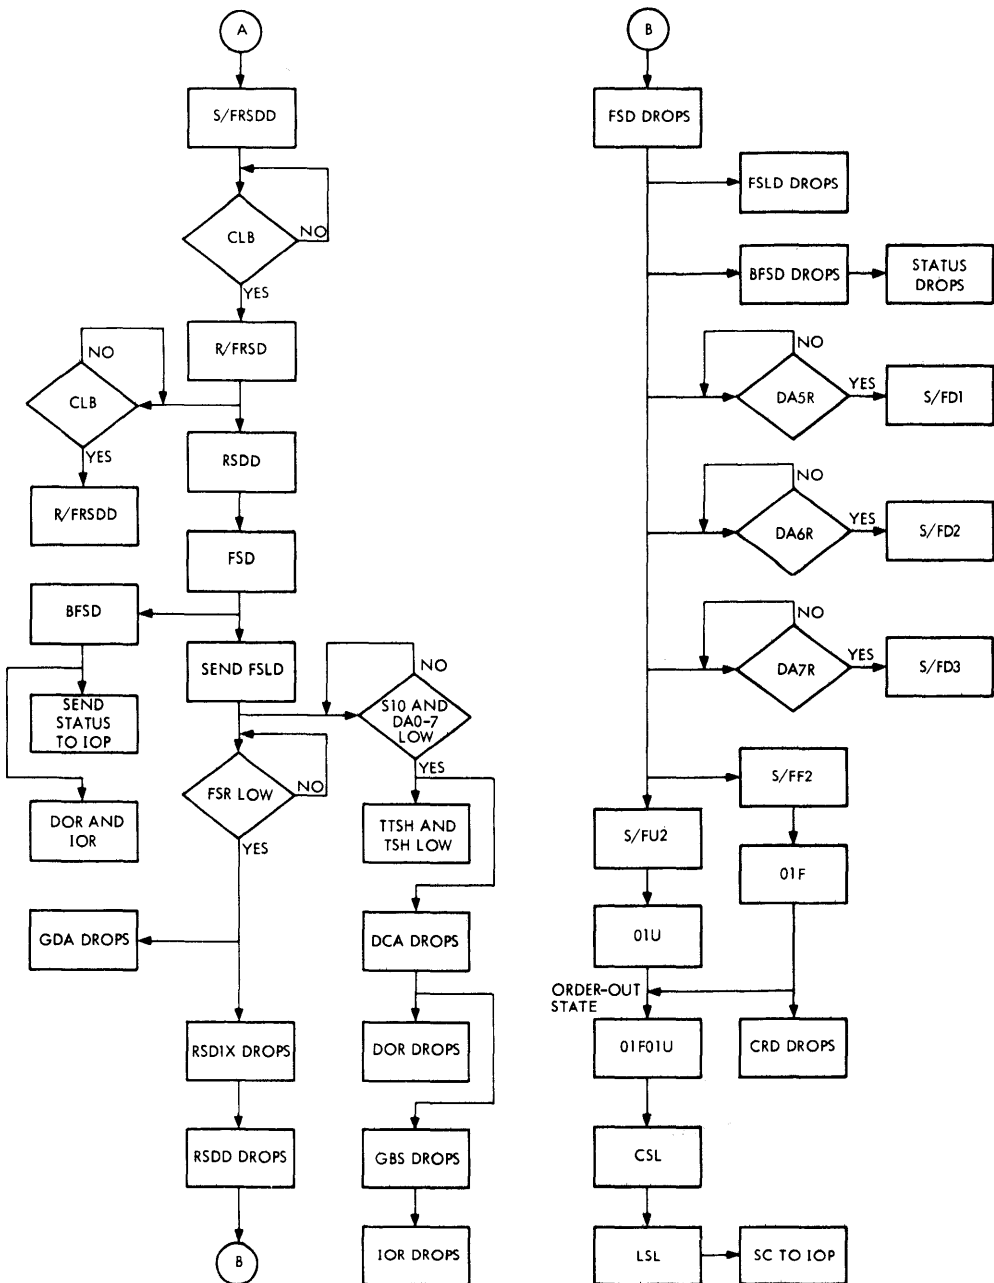 A
S/FRSDD
CLB
NO
YES
R/FRSD
NO
CLB
YES
R/FRSDD
RSDD
FSD
BFSD
SEND FSLD
SEND
STATUS
TO IOP
DOR AND
IOR
NO
S10 AND
DA0-7
LOW
YES
FSR LOW
NO
YES
TTSH AND
TSH LOW
GDA DROPS
DCA DROPS
RSD1X DROPS
DOR DROPS
RSDD DROPS
GBS DROPS
B
IOR DROPS
B
FSD DROPS
FSLD DROPS
BFSD DROPS
STATUS
DROPS
NO
DA5R
YES
S/FD1
NO
DA6R
YES
S/FD2
NO
DA7R
YES
S/FD3
S/FF2
S/FU2
01F
01U
ORDER-OUT
STATE
01F01U
CRD DROPS
CSL
LSL
SC TO IOP